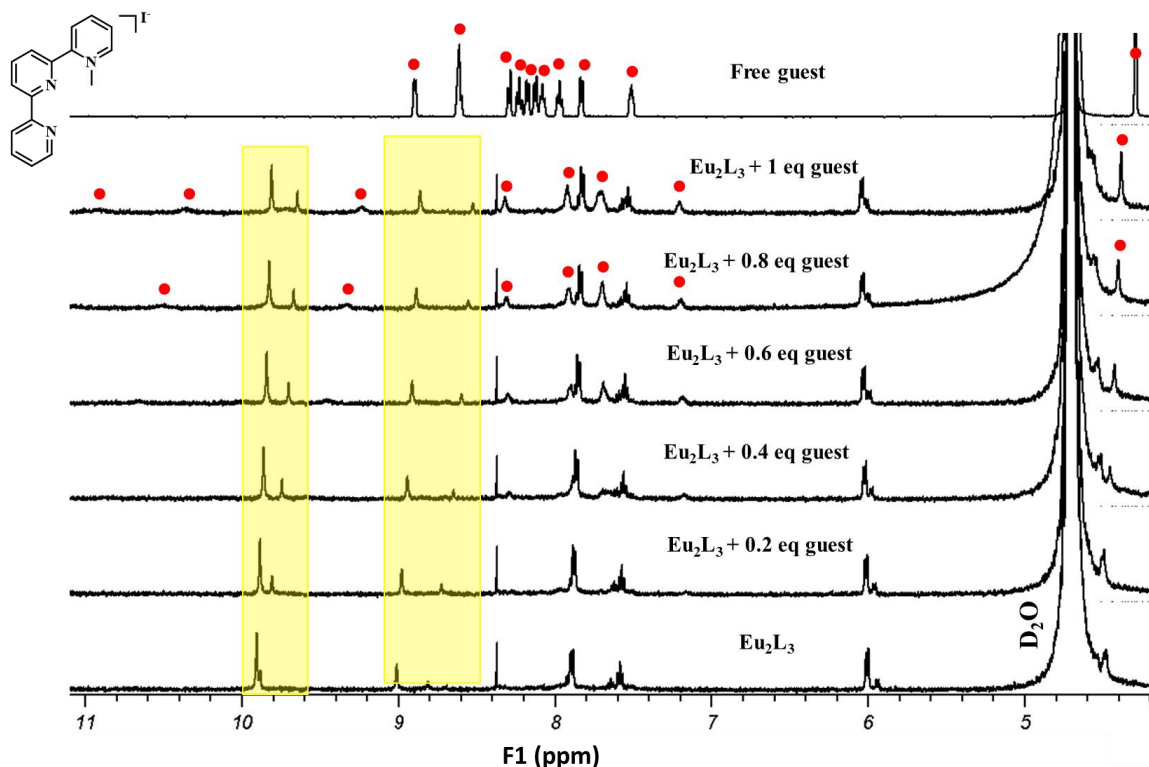 I⁻
N
N
N
Free guest
Eu₂L₃ + 1 eq guest
Eu₂L₃ + 0.8 eq guest
Eu₂L₃ + 0.6 eq guest
Eu₂L₃ + 0.4 eq guest
Eu₂L₃ + 0.2 eq guest
Eu₂L₃
D₂O
11 10 9 8 7 6 5
F1 (ppm)